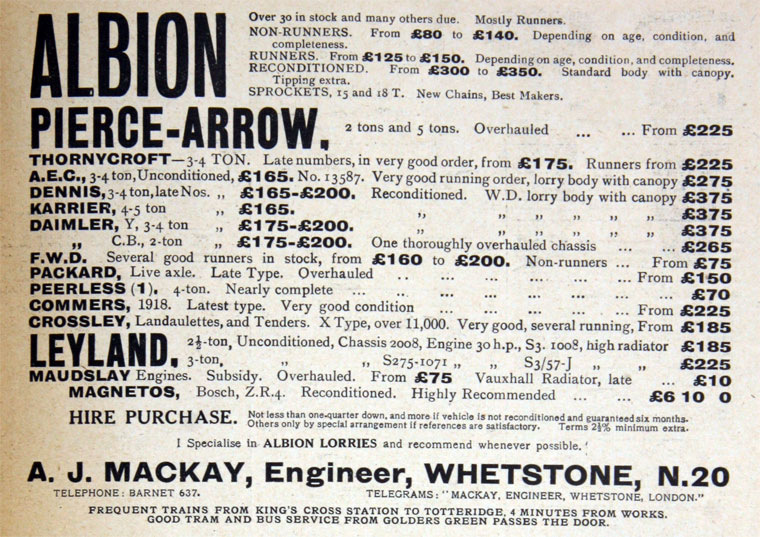 ALBION
Over 30 in stock and many others due. Mostly Runners.
NON-RUNNERS. From £80 to £140. Depending on age, condition, and
completeness.
RUNNERS. From £125 to £150. Depending on age, condition, and completeness.
RECONDITIONED. From £300 to £350. Standard body with canopy.
Tipping extra.
SPROCKETS, 15 and 18 T. New Chains, Best Makers.
PIERCE-ARROW, 2 tons and 5 tons. Overhauled ... ... From £225
THORNYCROFT—3-4 TON. Late numbers, in very good order, from £175. Runners from £225
A.E.C., 3-4 ton, Unconditioned, £165. No. 13587. Very good running order, lorry body with canopy £275
DENNIS, 3-4 ton, late Nos. ,, £165-£200. Reconditioned. W.D. lorry body with canopy £375
KARRIER, 4-5 ton ,, £165. ,, ,, ,, ,, ,, ,, £375
DAIMLER, Y, 3-4 ton ,, £175-£200. ,, ,, ,, ,, ,, ,, £375
,, C.B., 2-ton ,, £175-£200. One thoroughly overhauled chassis ... ... £265
F.W.D. Several good runners in stock, from £160 to £200. Non-runners ... From £75
PACKARD, Live axle. Late Type. Overhauled .. ... ... ... ... From £150
PEERLESS (1). 4-ton. Nearly complete ... ... ... ... ... ... ... £70
COMMERS, 1918. Latest type. Very good condition ... ... ... ... From £225
CROSSLEY, Landaulettes, and Tenders. X Type, over 11,000. Very good, several running, From £185
LEYLAND, 2½-ton, Unconditioned, Chassis 2008, Engine 30 h.p., S3. 1008, high radiator £185
3-ton, ,, ,, S275-1071 ,, ,, S3/57-J ,, ,, £225
MAUDSLAY Engines. Subsidy. Overhauled. From £75 Vauxhall Radiator, late ... £10
MAGNETOS, Bosch, Z.R.4. Reconditioned. Highly Recommended ... ... £6 10 0
HIRE PURCHASE. Not less than one-quarter down, and more if vehicle is not reconditioned and guaranteed six months.
Others only by special arrangement if references are satisfactory. Terms 2½% minimum extra.
I Specialise in ALBION LORRIES and recommend whenever possible.
A. J. MACKAY, Engineer, WHETSTONE, N.20
TELEPHONE: BARNET 637. TELEGRAMS: "MACKAY, ENGINEER, WHETSTONE, LONDON."
FREQUENT TRAINS FROM KING'S CROSS STATION TO TOTTERIDGE, 4 MINUTES FROM WORKS.
GOOD TRAM AND BUS SERVICE FROM GOLDERS GREEN PASSES THE DOOR.